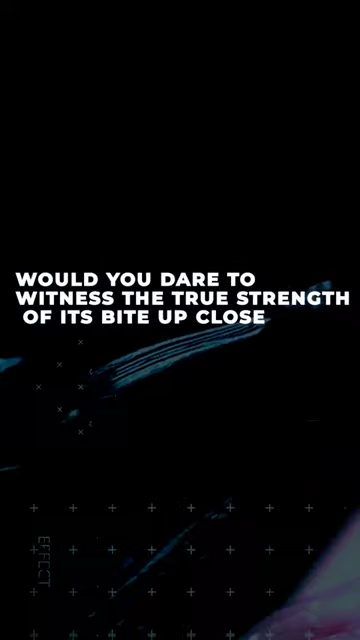 WOULD YOU DARE TO
WITNESS THE TRUE STRENGTH
OF ITS BITE UP CLOSE
EFFECT